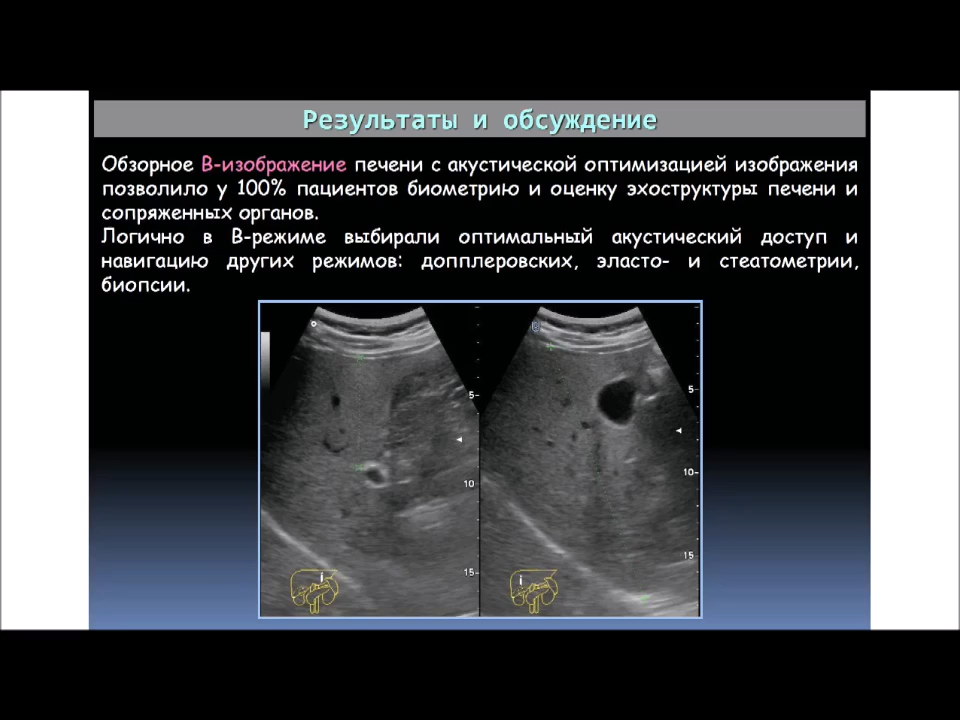 Результаты и обсуждение
Обзорное В-изображение печени с акустической оптимизацией изображения
позволило у 100% пациентов биометрию и оценку эхоструктуры печени и
сопряженных органов.
Логично в В-режиме выбирали оптимальный акустический доступ и
навигацию других режимов: допплеровских, эласто- и стеатометрии,
биопсии.
5
10
15
i
5
10
15
i